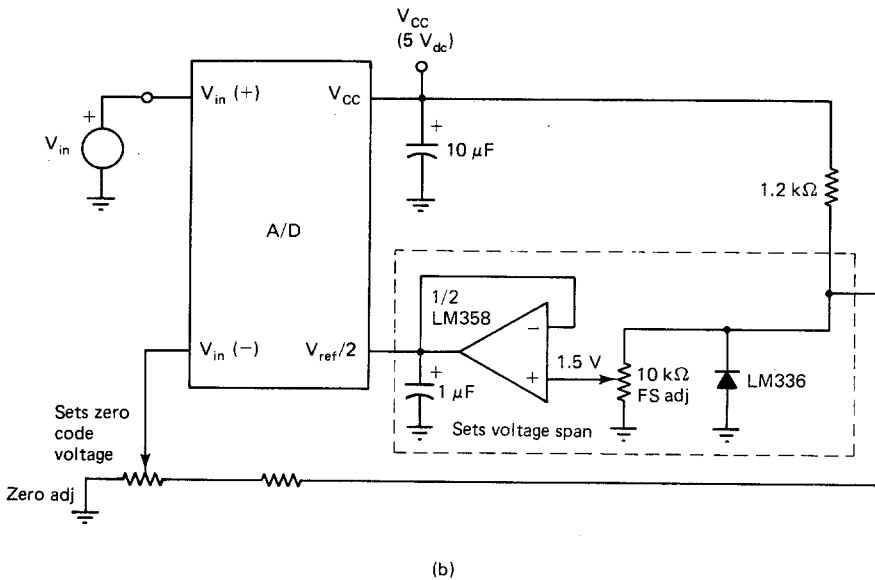 V_CC
(5 V_dc)
V_in (+)
V_CC
+
V_in
+
10 μF
1.2 kΩ
A/D
1/2
LM358
−
V_in (−)
V_ref/2
1.5 V
+
10 kΩ
FS adj
LM336
+
1 μF
Sets voltage span
Sets zero
code
voltage
Zero adj
(b)